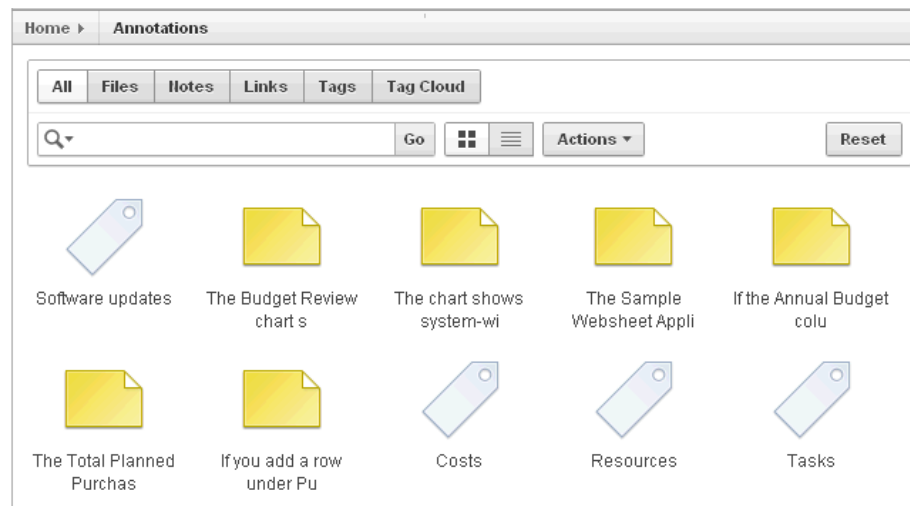 Home Annotations
All Files Notes Links Tags Tag Cloud
Go Actions Reset
Software updates The Budget Review The chart shows The Sample If the Annual Budget
chart s system-wi Websheet Appli colu
The Total Planned If you add a row Costs Resources Tasks
Purchas under Pu